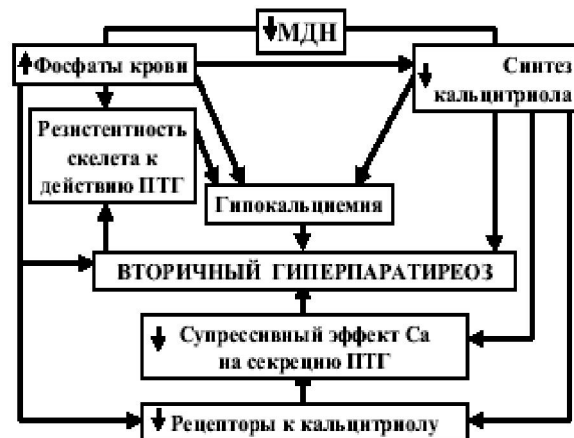 МДН
Фосфаты крови
Синтез
кальцитриола
Резистентность
скелета к
действию ПТГ
Гипокальциемия
ВТОРИЧНЫЙ ГИПЕРПАРАТИРЕОЗ
Супрессивный эффект Са
на секрецию ПТГ
Рецепторы к кальцитриолу